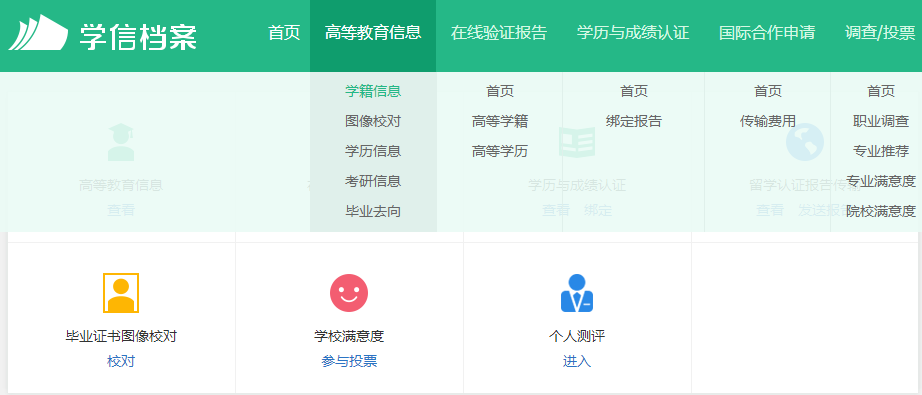 学信档案
首页 高等教育信息 在线验证报告 学历与成绩认证 国际合作申请 调查/投票
学籍信息 首页 首页 首页 首页
图像校对 高等学籍 绑定报告 传输费用 职业调查
学历信息 高等学历 专业推荐
考研信息 专业满意度
毕业去向 院校满意度
高等教育信息 学历与成绩认证 留学认证报告传输
查看 查看 绑定 查看 发送报告
毕业证书图像校对 学校满意度 个人测评
校对 参与投票 进入